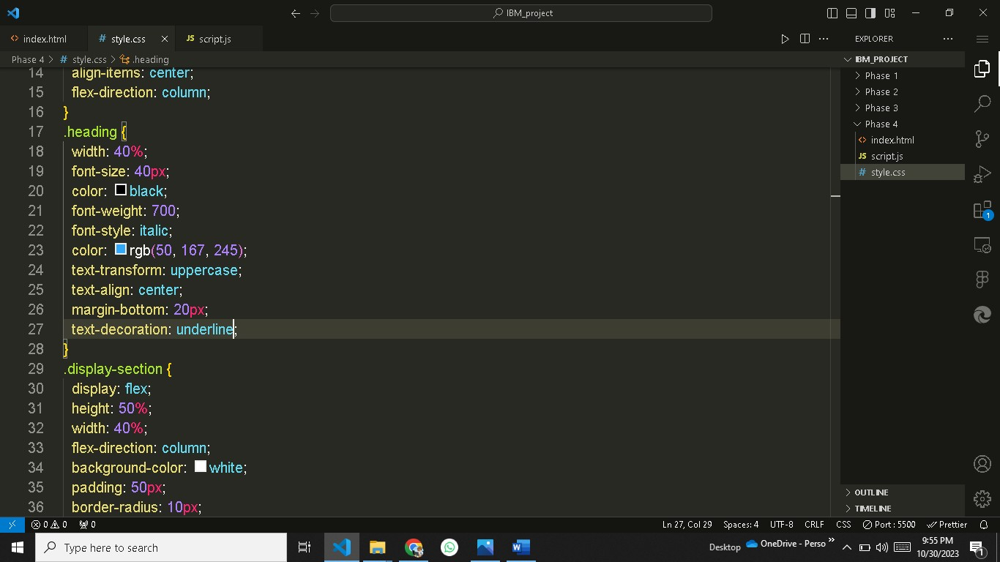 IBM_project
index.html
# style.css
JS script.js
EXPLORER
Phase 4 > # style.css > .heading
IBM_PROJECT
Phase 1
Phase 2
Phase 3
Phase 4
index.html
JS script.js
# style.css
14 align-items: center;
15 flex-direction: column;
16 }
17 .heading {
18 width: 40%;
19 font-size: 40px;
20 color: black;
21 font-weight: 700;
22 font-style: italic;
23 color: rgb(50, 167, 245);
24 text-transform: uppercase;
25 text-align: center;
26 margin-bottom: 20px;
27 text-decoration: underline;
28 }
29 .display-section {
30 display: flex;
31 height: 50%;
32 width: 40%;
33 flex-direction: column;
34 background-color: white;
35 padding: 50px;
36 border-radius: 10px;
1
OUTLINE
TIMELINE
0 0 0 Ln 27, Col 29 Spaces: 4 UTF-8 CRLF CSS Port : 5500 Prettier
Type here to search
Desktop
OneDrive - Perso
9:55 PM
10/30/2023
1